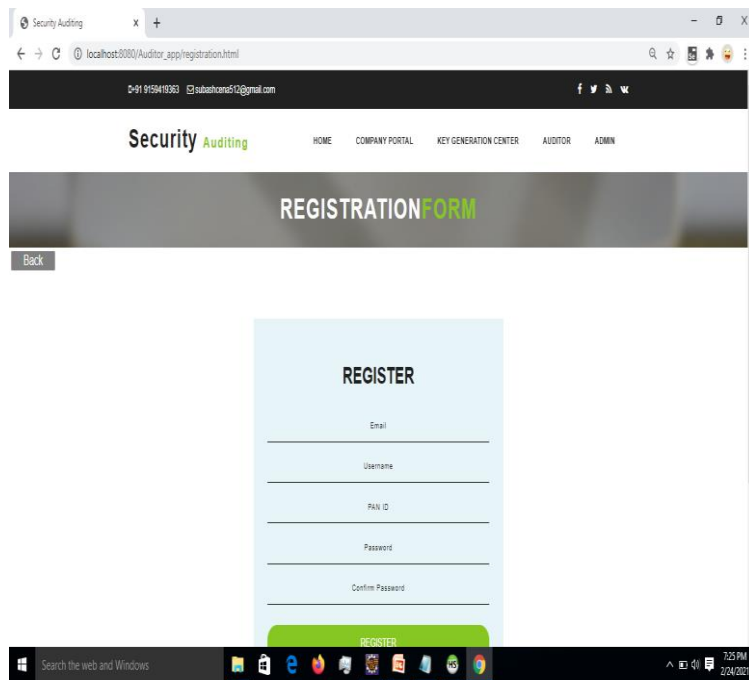 Security Auditing
localhost:8080/Auditor_app/registration.html
+91 9159419363 subashcena512@gmail.com
Security Auditing HOME COMPANY PORTAL KEY GENERATION CENTER AUDITOR ADMIN
REGISTRATIONFORM
Back
REGISTER
Email
Username
PAN ID
Password
Confirm Password
REGISTER
Search the web and Windows
7:25 PM
2/24/2021